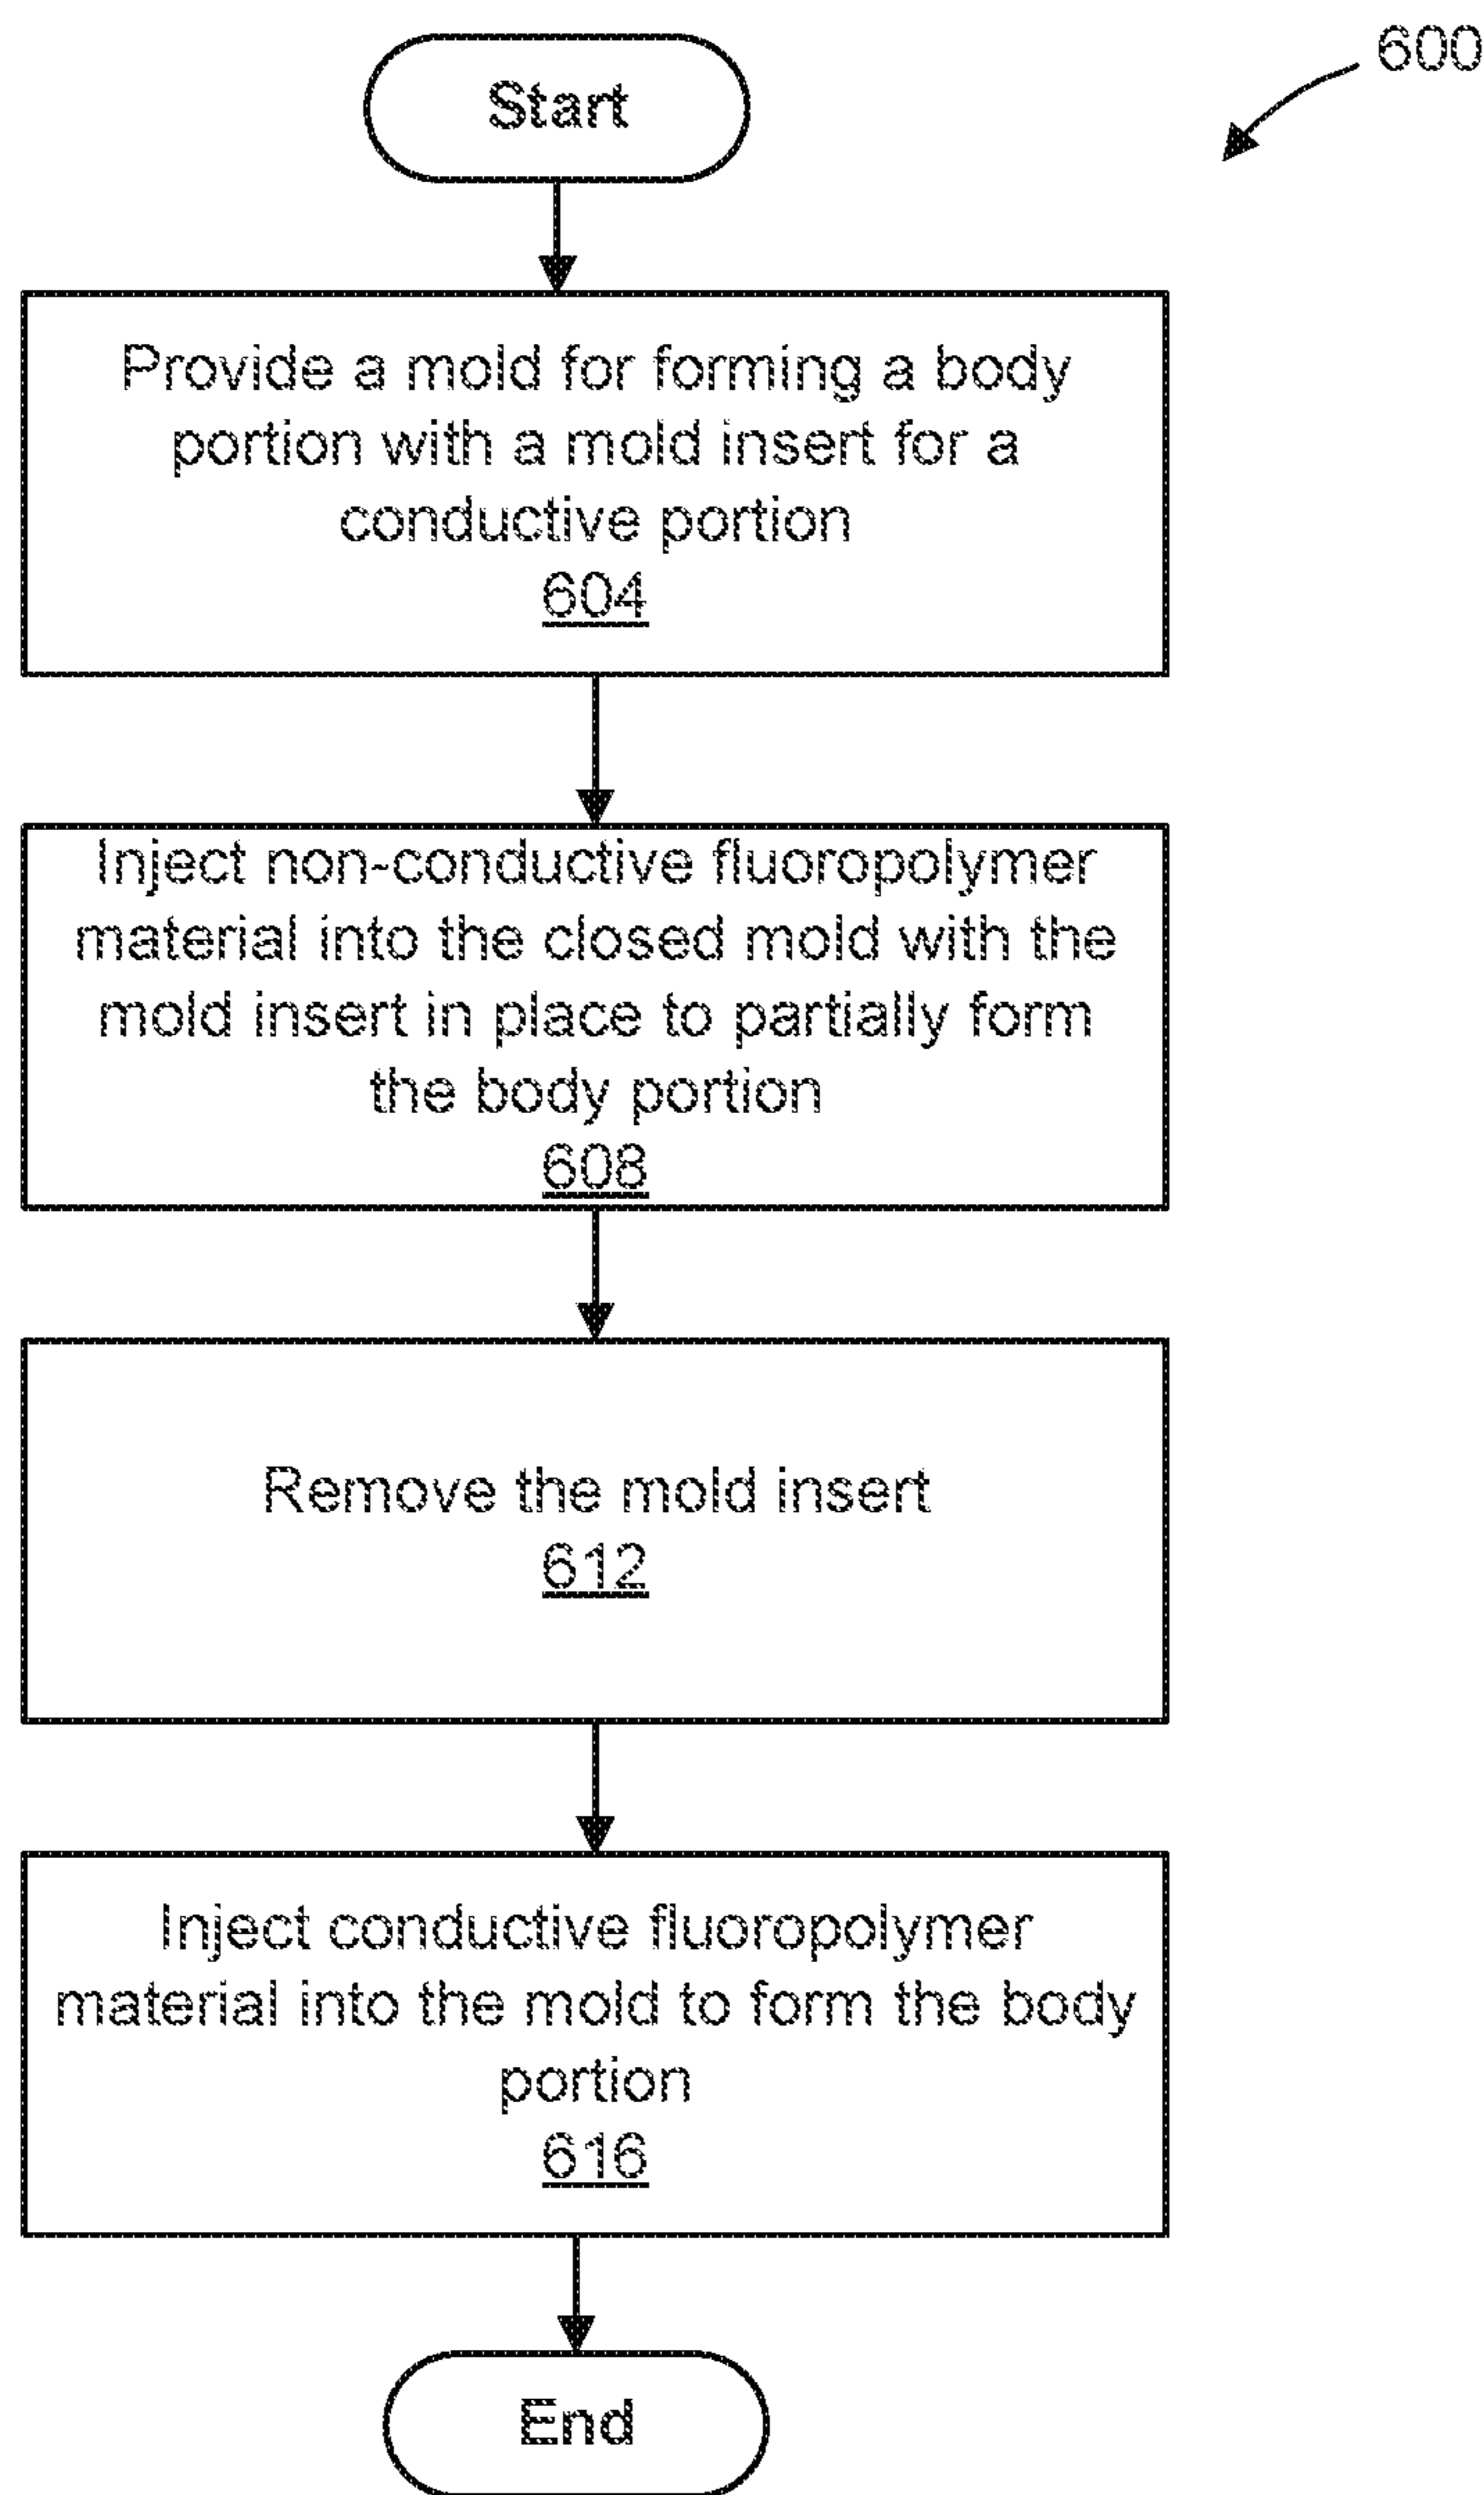 600
Start
Provide a mold for forming a body
portion with a mold insert for a
conductive portion
604
Inject non-conductive fluoropolymer
material into the closed mold with the
mold insert in place to partially form
the body portion
608
Remove the mold insert
612
Inject conductive fluoropolymer
material into the mold to form the body
portion
616
End